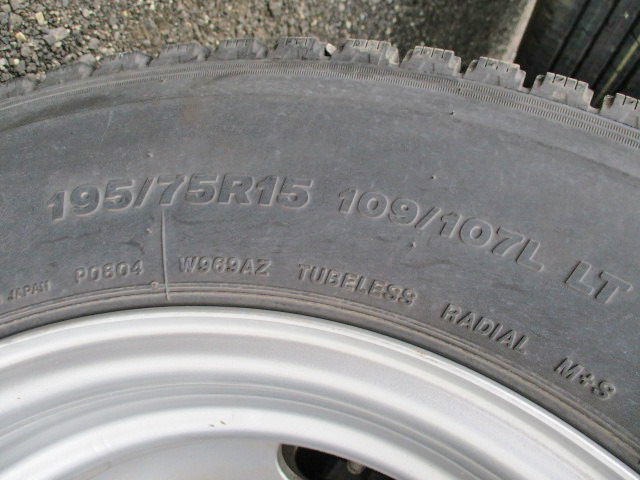 195/75R15 109/107L LT
JAPAN P0804 W969AZ TUBELESS RADIAL M+S